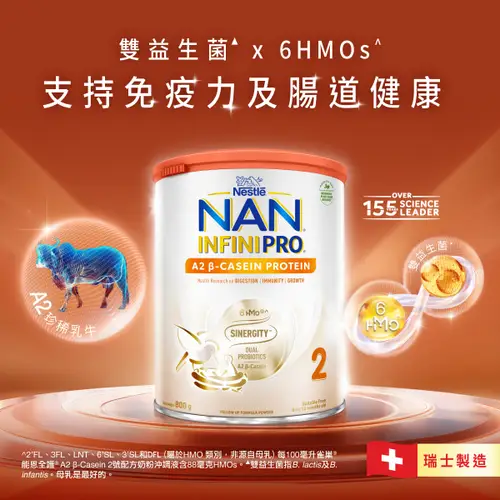 雙益生菌▲ x 6HMOs^
支持免疫力及腸道健康
Nestlé
NAN
INFINIPRO
A2 β-CASEIN PROTEIN
DIGESTION | IMMUNITY | GROWTH
6 HMOs
SINERGITY™
DUAL
PROBIOTICS
A2 β-Casein
2
800 g
OVER
155 YEARS SCIENCE
LEADER
A2珍稀乳牛
雙益生菌▲
6
HMO^
^2'FL、3FL、LNT、6'SL、3'SL和DFL (屬於HMO 類別，非源自母乳) 每100毫升雀巢®
能恩全護® A2 β-Casein 2號配方奶粉沖調液含88毫克HMOs。▲雙益生菌指B. lactis及B.
infantis。母乳是最好的。
瑞士製造